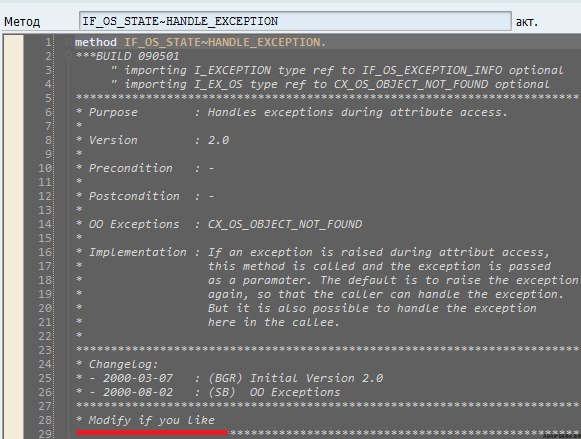 Метод IF_OS_STATE~HANDLE_EXCEPTION акт.
1 method IF_OS_STATE~HANDLE_EXCEPTION.
2 ***BUILD 090501
3 " importing I_EXCEPTION type ref to IF_OS_EXCEPTION_INFO optional
4 " importing I_EX_OS type ref to CX_OS_OBJECT_NOT_FOUND optional
5 ************************************************************************
6 * Purpose : Handles exceptions during attribute access.
7 *
8 * Version : 2.0
9 *
10 * Precondition : -
11 *
12 * Postcondition : -
13 *
14 * OO Exceptions : CX_OS_OBJECT_NOT_FOUND
15 *
16 * Implementation : If an exception is raised during attribut access,
17 * this method is called and the exception is passed
18 * as a paramater. The default is to raise the exception
19 * again, so that the caller can handle the exception.
20 * But it is also possible to handle the exception
21 * here in the callee.
22 *
23 ************************************************************************
24 * Changelog:
25 * - 2000-03-07 : (BGR) Initial Version 2.0
26 * - 2000-08-02 : (SB) OO Exceptions
27 ************************************************************************
28 * Modify if you like
29 ************************************************************************